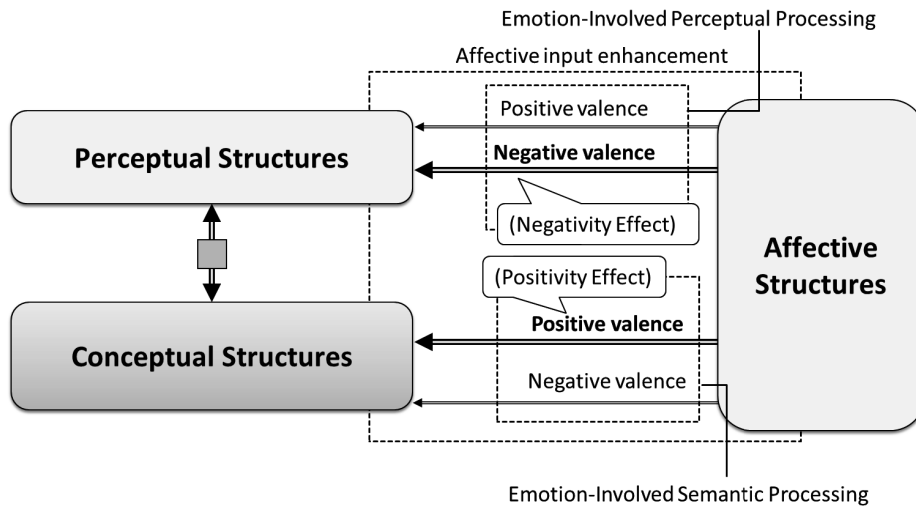 Emotion-Involved Perceptual Processing
Affective input enhancement
Positive valence
Perceptual Structures
Negative valence
(Negativity Effect)
Affective
Structures
(Positivity Effect)
Positive valence
Conceptual Structures
Negative valence
Emotion-Involved Semantic Processing